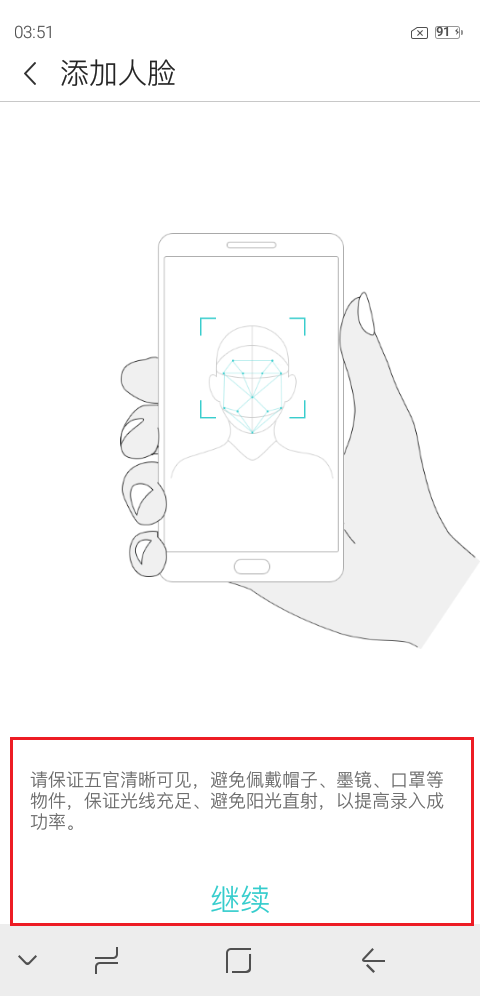 03:51
91
添加人脸
请保证五官清晰可见，避免佩戴帽子、墨镜、口罩等
物件，保证光线充足、避免阳光直射，以提高录入成
功率。
继续